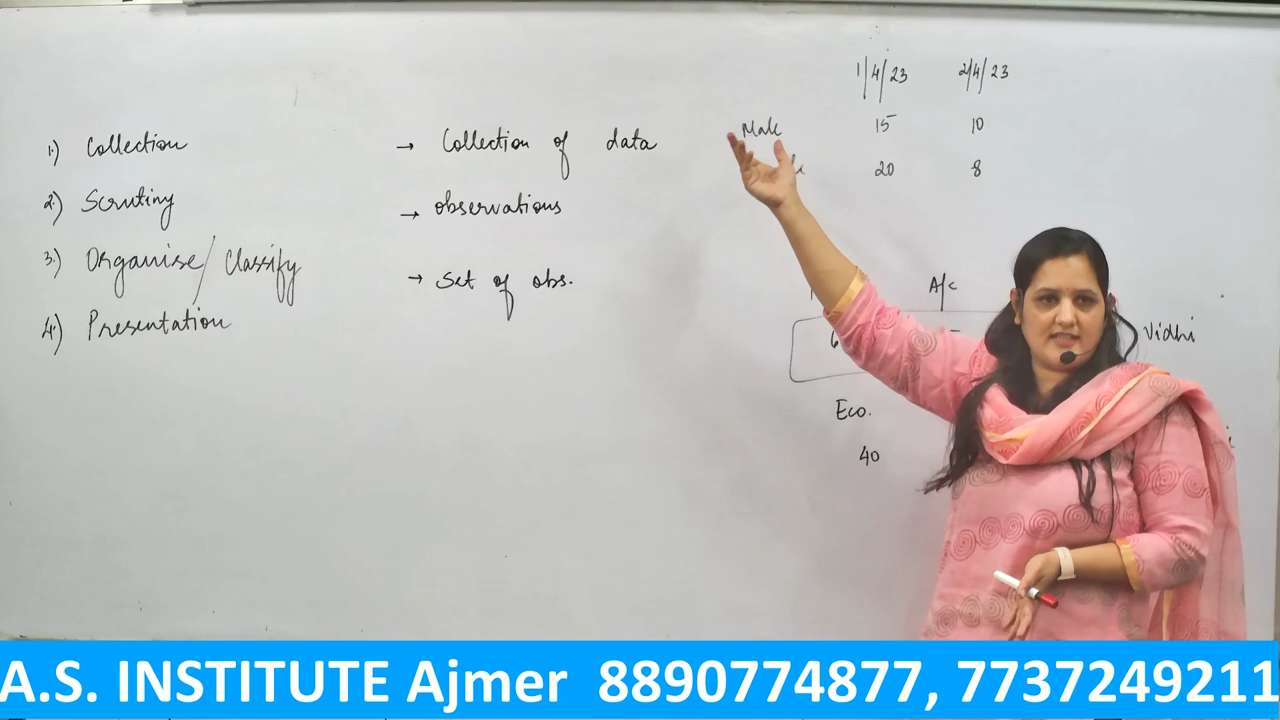 1/4/23 2/4/23
1.) Collection → Collection of data Male 15 10
20 8
2) Scrutiny → observations
3.) Organise/Classify → Set of obs.
A/c
4.) Presentation Vidhi
Eco.
40
A.S. INSTITUTE Ajmer 8890774877, 7737249211